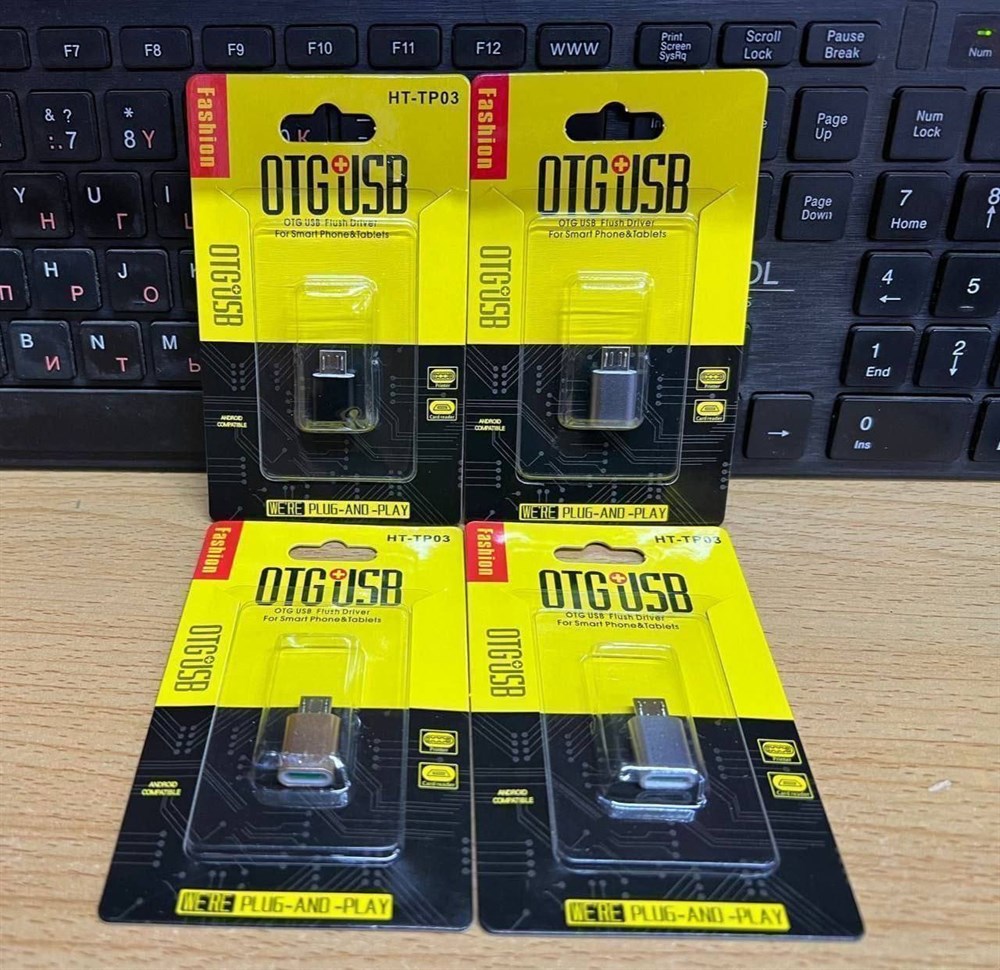 F7 F8 F9 F10 F11 F12 WWW Print Screen SysRq Scroll Lock Pause Break Num
& ? : . 7
* 8 Y
Page Up
Num Lock
Y Н
U Г
I
Page Down
7 Home
8
H Р
J О
4
5
B И
N Т
M Ь
1 End
2
0 Ins
Fashion
HT-TP03
OTG USB
OTG USB Flush Driver
For Smart Phone&Tablets
OTG USB
Printer
Card reader
ANDROID
COMPATIBLE
WE'RE PLUG-AND-PLAY
Fashion
OTG USB
OTG USB Flush Driver
For Smart Phone&Tablets
OTG USB
Printer
Card reader
ANDROID
COMPATIBLE
WE'RE PLUG-AND-PLAY
Fashion
HT-TP03
OTG USB
OTG USB Flush Driver
For Smart Phone&Tablets
OTG USB
Printer
Card reader
ANDROID
COMPATIBLE
WE'RE PLUG-AND-PLAY
Fashion
HT-TP03
OTG USB
OTG USB Flush Driver
For Smart Phone&Tablets
OTG USB
Printer
Card reader
ANDROID
COMPATIBLE
WE'RE PLUG-AND-PLAY